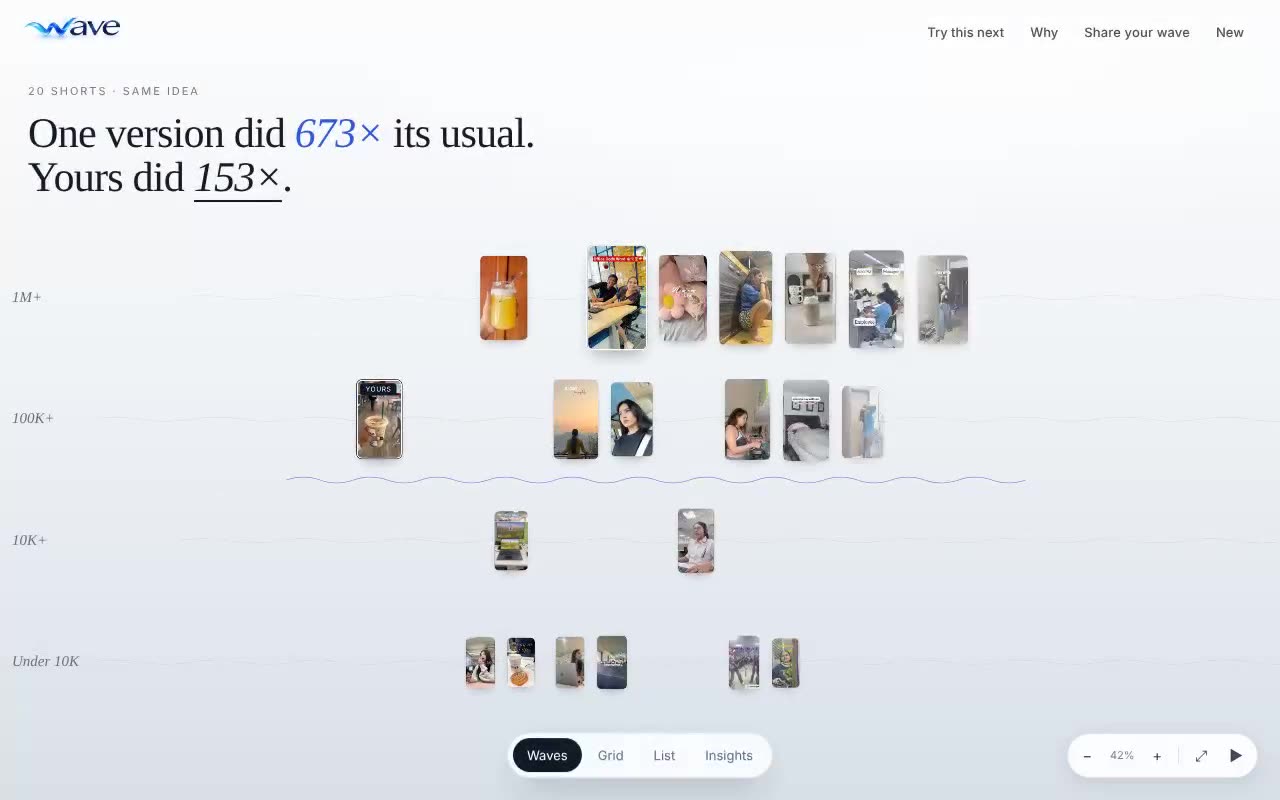 Wave
Try this next
Why
Share your wave
New
20 SHORTS · SAME IDEA
One version did 673× its usual.
Yours did 153×.
1M+
100K+
YOURS
10K+
Under 10K
Waves
Grid
List
Insights
− 42% +